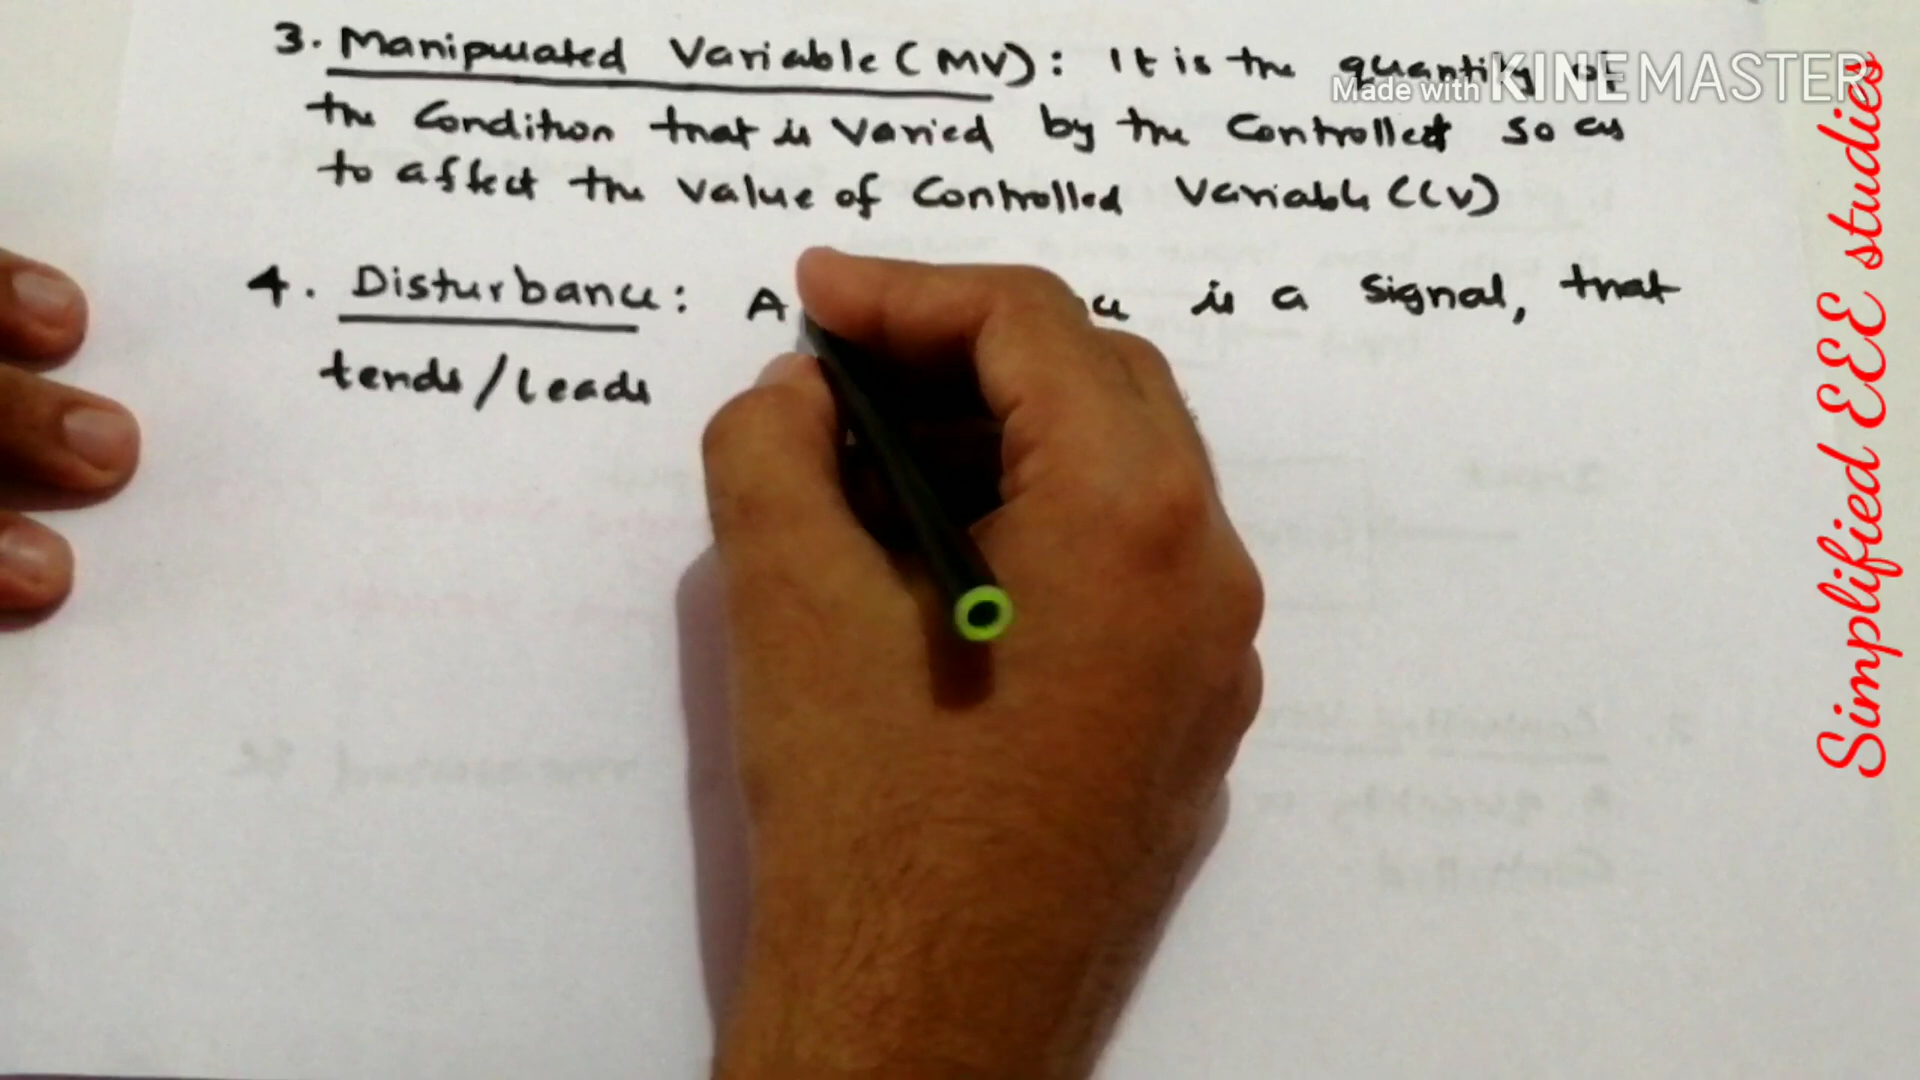 3. Manipulated Variable (MV): It is the quantity of
the Condition that is Varied by the Controlled so as
to affect the Value of Controlled Variable (CV)
4. Disturbance: A is a Signal, that
tends/leads
Made with KINEMASTER
Simplified EEE studies